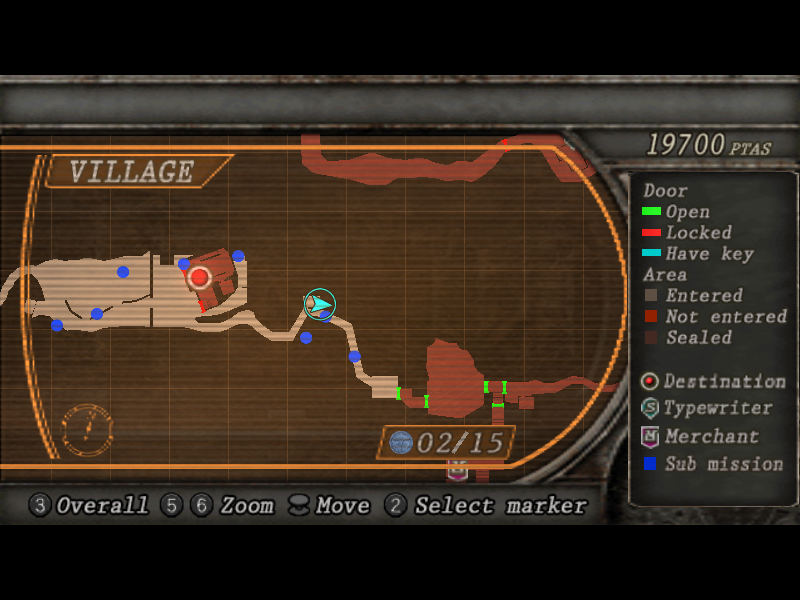 19700 PTAS
VILLAGE
Door
Open
Locked
Have key
Area
Entered
Not entered
Sealed
Destination
S Typewriter
M Merchant
Sub mission
02/15
M
3 Overall 5 6 Zoom Move 2 Select marker